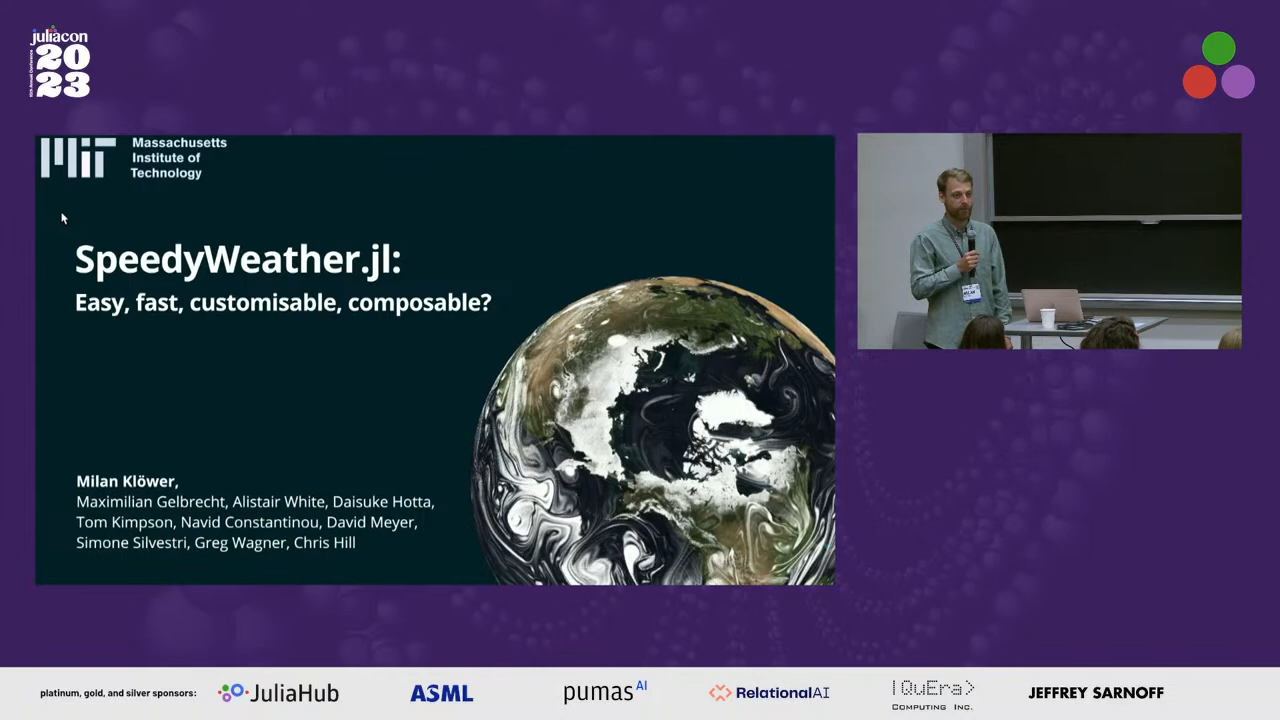 juliacon
20
23
Massachusetts
Institute of
Technology
SpeedyWeather.jl:
Easy, fast, customisable, composable?
Milan Klöwer,
Maximilian Gelbrecht, Alistair White, Daisuke Hotta,
Tom Kimpson, Navid Constantinou, David Meyer,
Simone Silvestri, Greg Wagner, Chris Hill
platinum, gold, and silver sponsors:
JuliaHub
ASML
pumas AI
RelationalAI
|QuEra>
COMPUTING INC.
JEFFREY SARNOFF